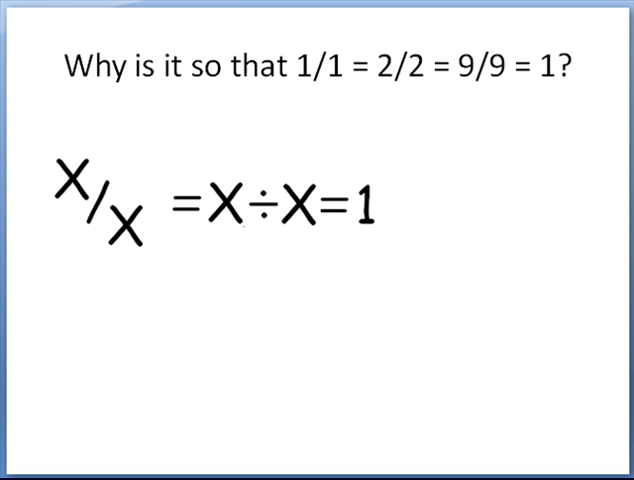 Why is it so that 1/1 = 2/2 = 9/9 = 1?
X/X = X ÷ X = 1